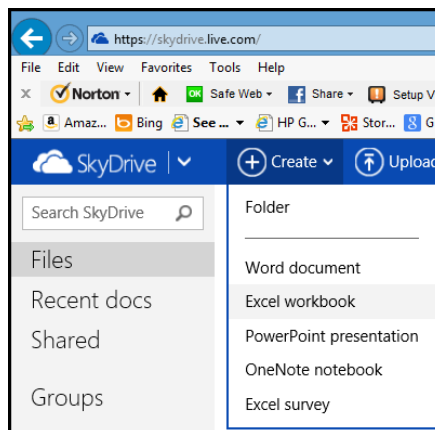 https://skydrive.live.com/
File Edit View Favorites Tools Help
x Norton OK Safe Web Share Setup V
Amaz... Bing See ... HP G... Stor... G
SkyDrive Create Upload
Search SkyDrive
Folder
Files
Word document
Recent docs
Excel workbook
Shared
PowerPoint presentation
OneNote notebook
Groups
Excel survey